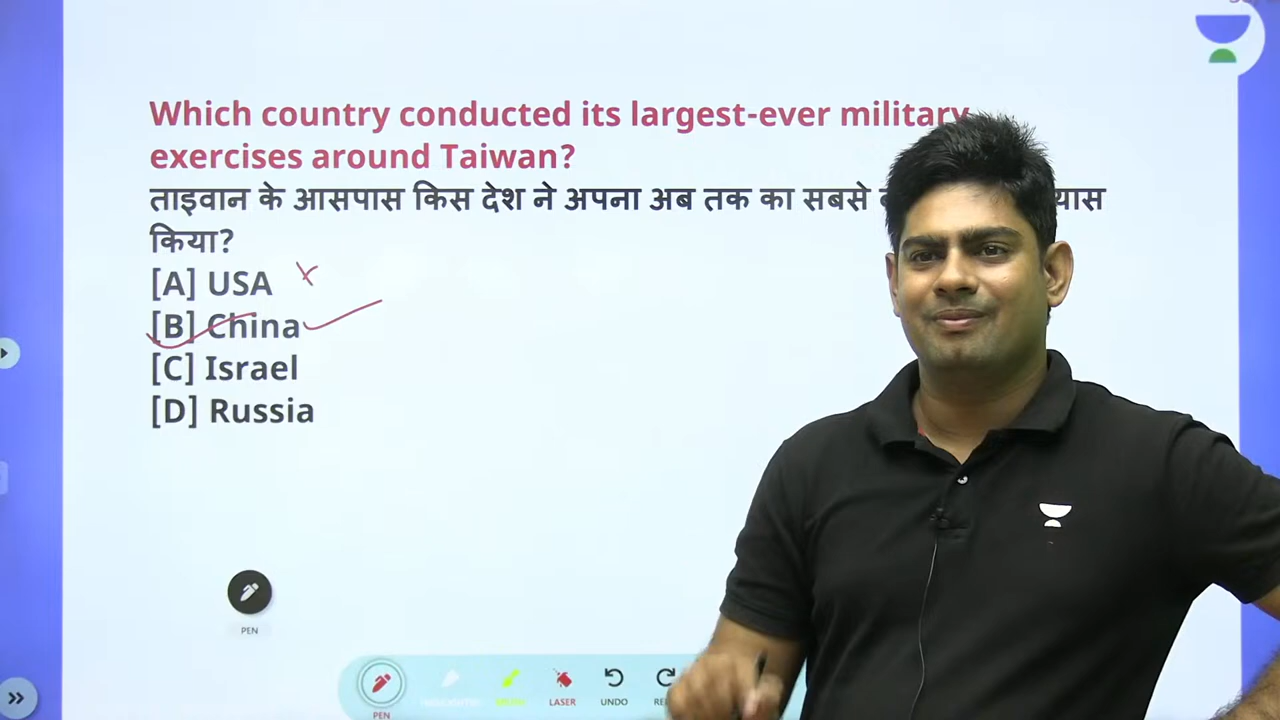 Which country conducted its largest-ever military
exercises around Taiwan?
ताइवान के आसपास किस देश ने अपना अब तक का सबसे
किया?
[A] USA
[B] China
[C] Israel
[D] Russia
PEN
PEN
LASER
UNDO